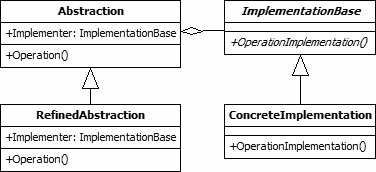 Abstraction
+Implementer: ImplementationBase
+Operation()
ImplementationBase
+OperationImplementation()
RefinedAbstraction
+Implementer: ImplementationBase
+Operation()
ConcreteImplementation
+OperationImplementation()